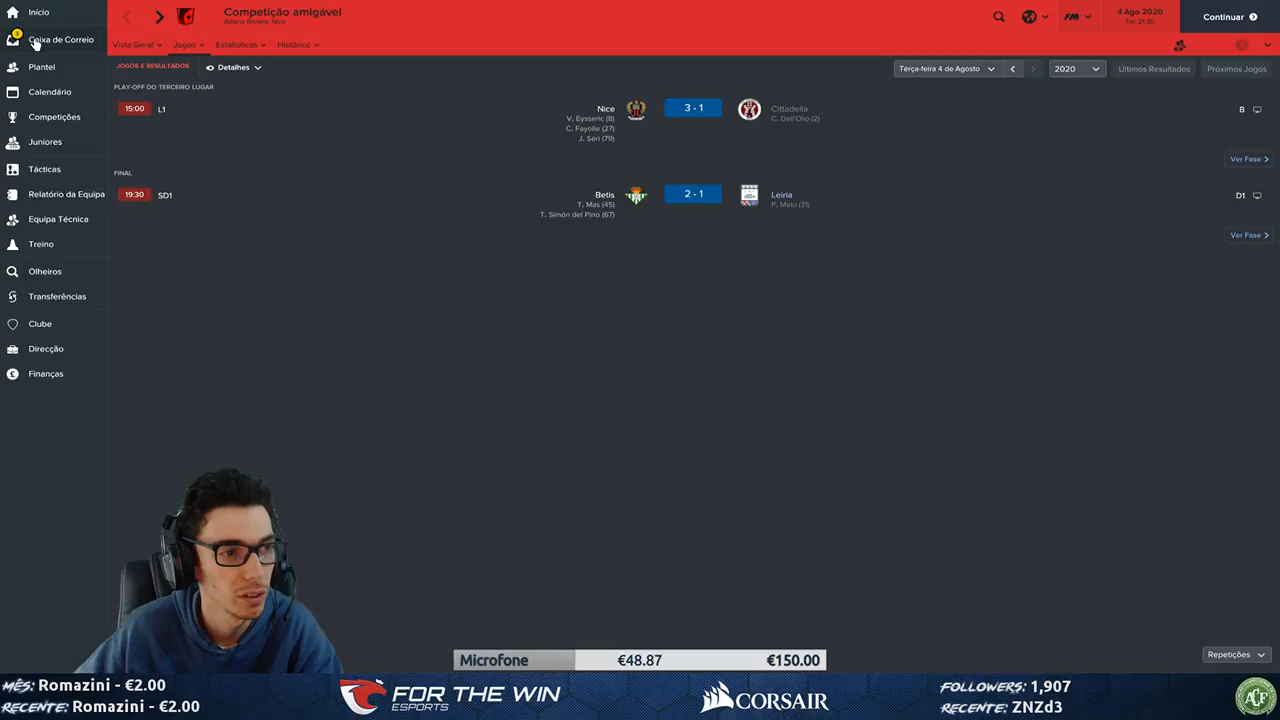 Início
Competição amigável
Allianz Riviera, Nice
4 Ago 2020
Ter 21:30
Continuar
3
Caixa de Correio
Vista Geral
Jogos
Estatísticas
Histórico
Plantel
JOGOS E RESULTADOS
Detalhes
Terça-feira 4 de Agosto
2020
Últimos Resultados
Próximos Jogos
Calendário
PLAY-OFF DO TERCEIRO LUGAR
15:00
L1
Nice
3 - 1
Cittadella
B
V. Eysseric (8)
C. Dell'Olio (2)
C. Fayolle (27)
J. Séri (79)
Competições
Juniores
Ver Fase
Tácticas
FINAL
Relatório da Equipa
19:30
SD1
Betis
2 - 1
Leiria
D1
T. Mas (45)
P. Melo (31)
T. Simón del Pino (67)
Equipa Técnica
Ver Fase
Treino
Olheiros
Transferências
Clube
Direcção
Finanças
Repetições
Microfone
€48.87
€150.00
MÊS: Romazini - €2.00
RECENTE: Romazini - €2.00
FOR THE WIN
ESPORTS
CORSAIR
FOLLOWERS: 1,907
RECENTE: ZNZd3
ACF